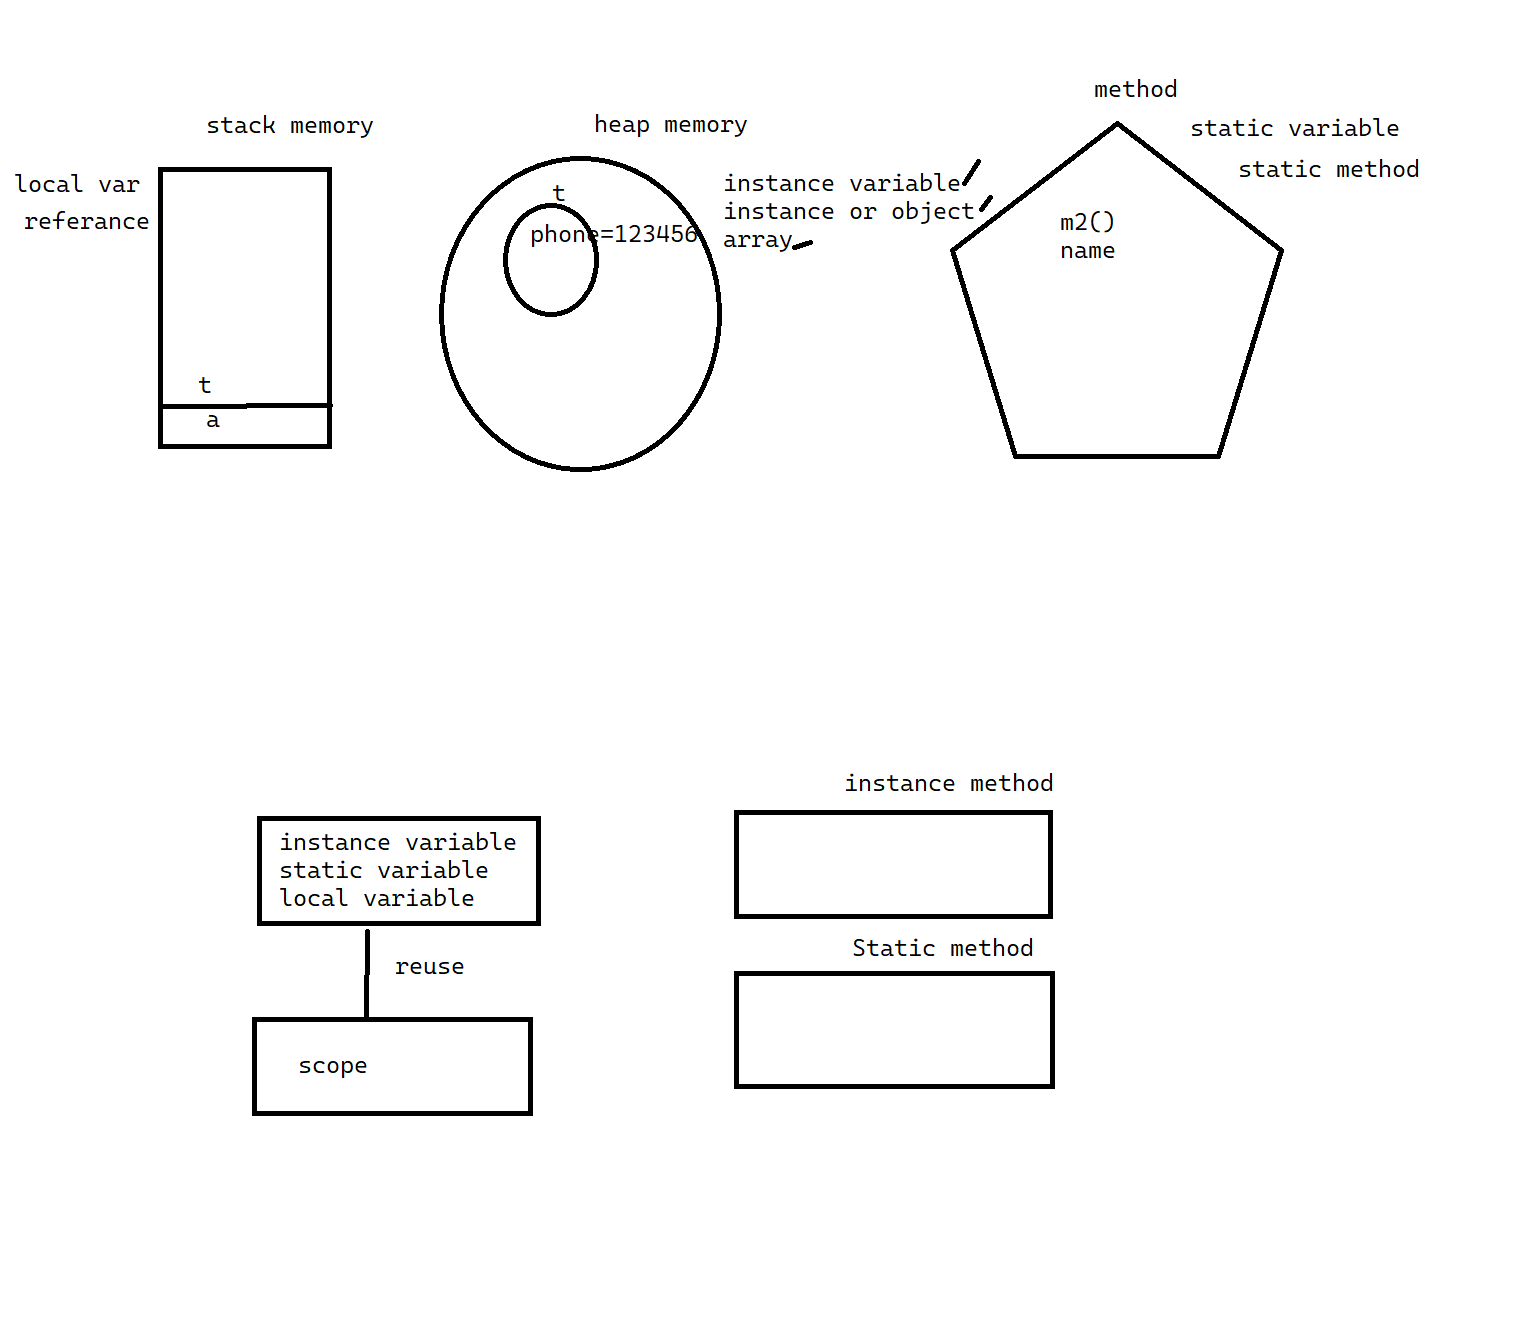 method
stack memory
heap memory
static variable
local var
referance
t
phone=123456
instance variable
instance or object
array
static method
m2()
name
t
a
instance method
instance variable
static variable
local variable
Static method
reuse
scope